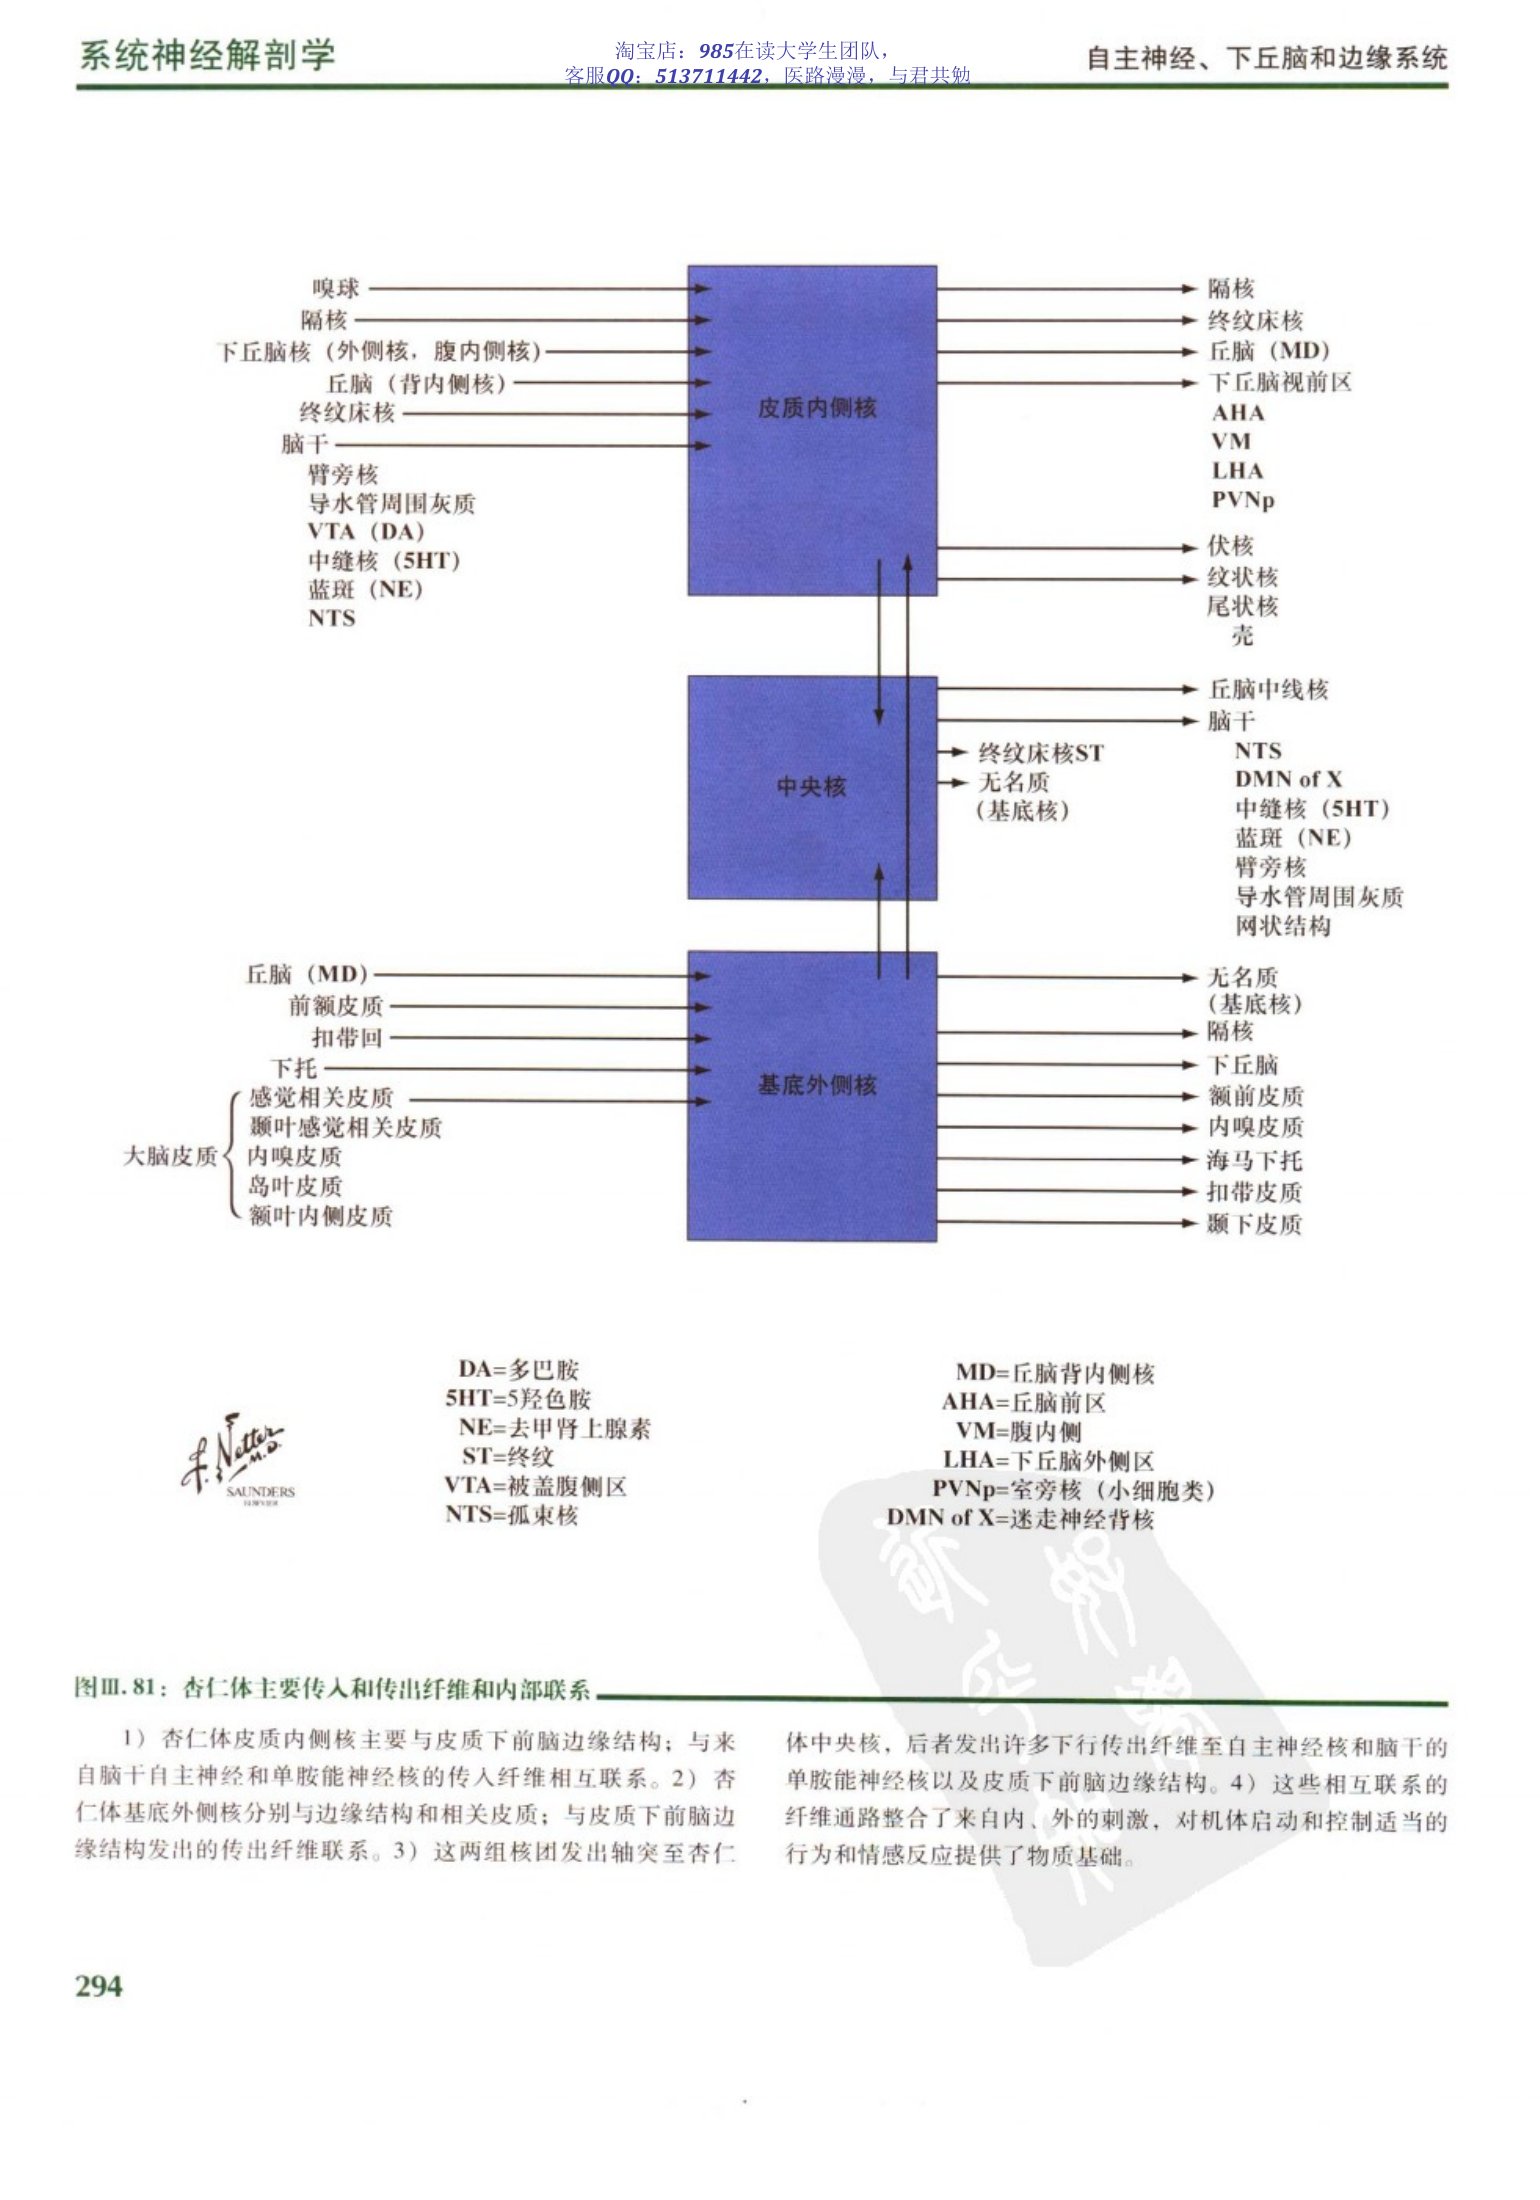 系统神经解剖学
淘宝店：985在读大学生团队，
客服QQ：513711442，医路漫漫，与君共勉
自主神经、下丘脑和边缘系统
嗅球
隔核
下丘脑核（外侧核，腹内侧核）
丘脑（背内侧核）
终纹床核
脑干
臂旁核
导水管周围灰质
VTA（DA）
中缝核（5HT）
蓝斑（NE）
NTS
皮质内侧核
隔核
终纹床核
丘脑（MD）
下丘脑视前区
AHA
VM
LHA
PVNp
伏核
纹状核
尾状核
壳
中央核
丘脑中线核
脑干
终纹床核ST
无名质
（基底核）
NTS
DMN of X
中缝核（5HT）
蓝斑（NE）
臂旁核
导水管周围灰质
网状结构
丘脑（MD）
前额皮质
扣带回
下托
大脑皮质
感觉相关皮质
颞叶感觉相关皮质
内嗅皮质
岛叶皮质
额叶内侧皮质
基底外侧核
无名质
（基底核）
隔核
下丘脑
额前皮质
内嗅皮质
海马下托
扣带皮质
颞下皮质
DA=多巴胺
5HT=5羟色胺
NE=去甲肾上腺素
ST=终纹
VTA=被盖腹侧区
NTS=孤束核
MD=丘脑背内侧核
AHA=丘脑前区
VM=腹内侧
LHA=下丘脑外侧区
PVNp=室旁核（小细胞类）
DMN of X=迷走神经背核
F. Netter
M.D.
SAUNDERS
ELSEVIER
图Ⅲ.81：杏仁体主要传入和传出纤维和内部联系
1）杏仁体皮质内侧核主要与皮质下前脑边缘结构；与来
自脑干自主神经和单胺能神经核的传入纤维相互联系。2）杏
仁体基底外侧核分别与边缘结构和相关皮质；与皮质下前脑边
缘结构发出的传出纤维联系。3）这两组核团发出轴突至杏仁
体中央核，后者发出许多下行传出纤维至自主神经核和脑干的
单胺能神经核以及皮质下前脑边缘结构。4）这些相互联系的
纤维通路整合了来自内、外的刺激，对机体启动和控制适当的
行为和情感反应提供了物质基础。
294